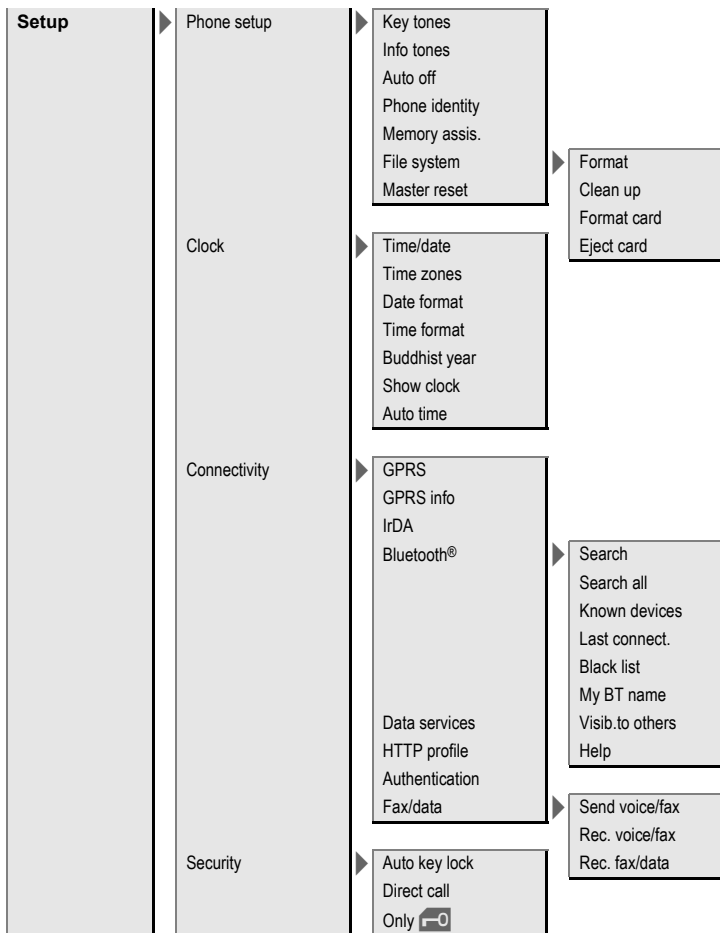 Setup
Phone setup
Key tones
Info tones
Auto off
Phone identity
Memory assis.
File system
Format
Clean up
Format card
Eject card
Master reset
Clock
Time/date
Time zones
Date format
Time format
Buddhist year
Show clock
Auto time
Connectivity
GPRS
GPRS info
IrDA
Bluetooth®
Search
Search all
Known devices
Last connect.
Black list
My BT name
Visib.to others
Help
Data services
HTTP profile
Authentication
Fax/data
Send voice/fax
Rec. voice/fax
Rec. fax/data
Security
Auto key lock
Direct call
Only